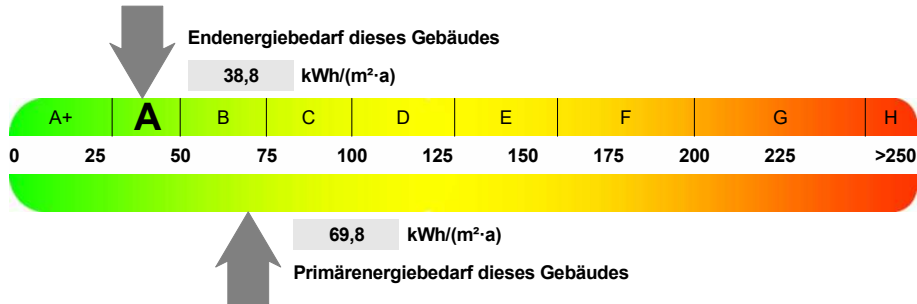 Endenergiebedarf dieses Gebäudes
38,8 kWh/(m²·a)
A+ A B C D E F G H
0 25 50 75 100 125 150 175 200 225 >250
69,8 kWh/(m²·a)
Primärenergiebedarf dieses Gebäudes